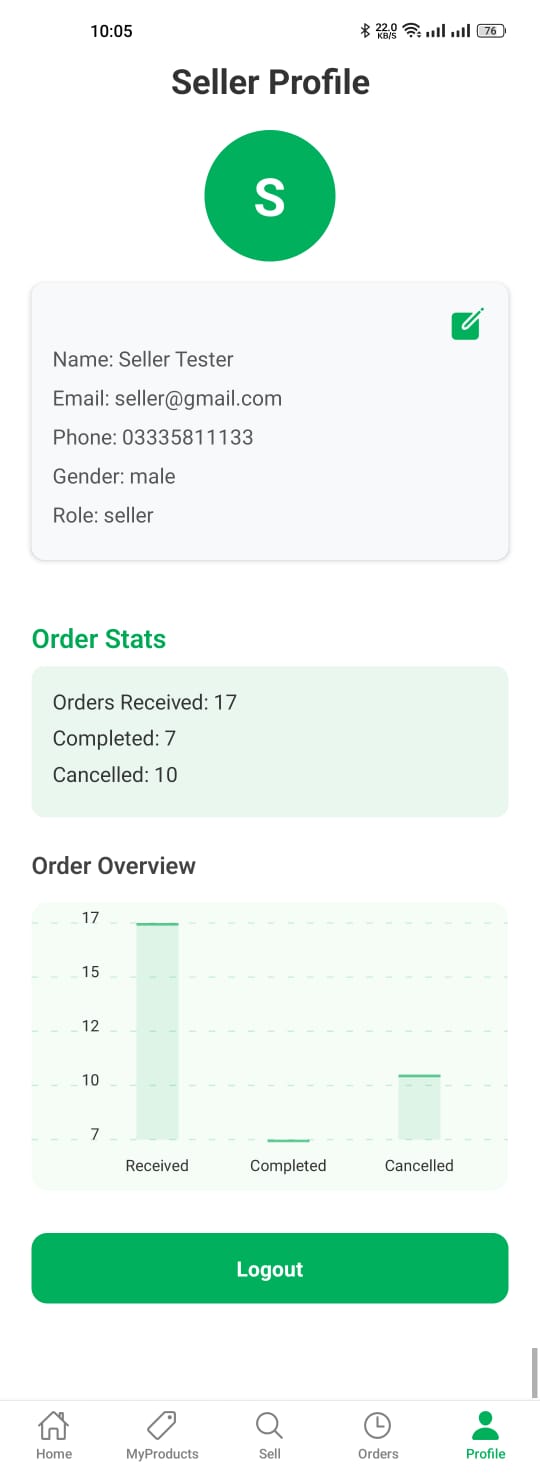 10:05
22.0
KB/S
76
Seller Profile
S
Name: Seller Tester
Email: seller@gmail.com
Phone: 03335811133
Gender: male
Role: seller
Order Stats
Orders Received: 17
Completed: 7
Cancelled: 10
Order Overview
17
15
12
10
7
Received Completed Cancelled
Logout
Home MyProducts Sell Orders Profile